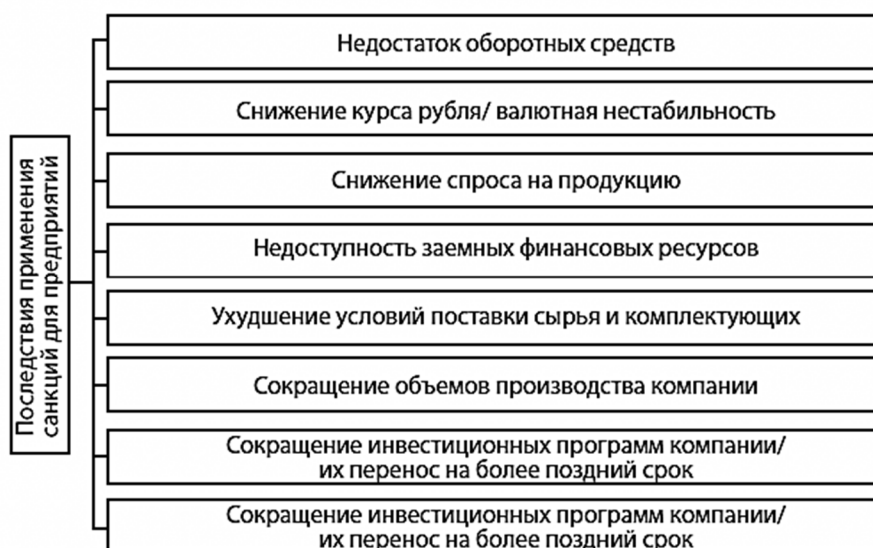 Последствия применения
санкций для предприятий
Недостаток оборотных средств
Снижение курса рубля/ валютная нестабильность
Снижение спроса на продукцию
Недоступность заемных финансовых ресурсов
Ухудшение условий поставки сырья и комплектующих
Сокращение объемов производства компании
Сокращение инвестиционных программ компании/
их перенос на более поздний срок
Сокращение инвестиционных программ компании/
их перенос на более поздний срок